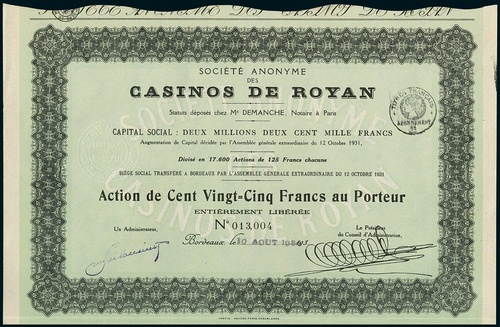 SOCIÉTÉ ANONYME
DES
CASINOS DE ROYAN
Statuts déposés chez Me DEMANCHE, Notaire à Paris
CAPITAL SOCIAL : DEUX MILLIONS DEUX CENT MILLE FRANCS
Augmentation de Capital décidée par l'Assemblée générale extraordinaire du 12 Octobre 1931,
Divisé en 17.600 Actions de 125 Francs chacune
SIÈGE SOCIAL TRANSFÉRÉ A BORDEAUX PAR L'ASSEMBLÉE GÉNÉRALE EXTRAORDINAIRE DU 12 OCTOBRE 1931
Action de Cent Vingt-Cinq Francs au Porteur
ENTIÈREMENT LIBÉRÉE
No 013,004
Un Administrateur,
Bordeaux le 10 AOUT
Le Président
du Conseil d'Administration,